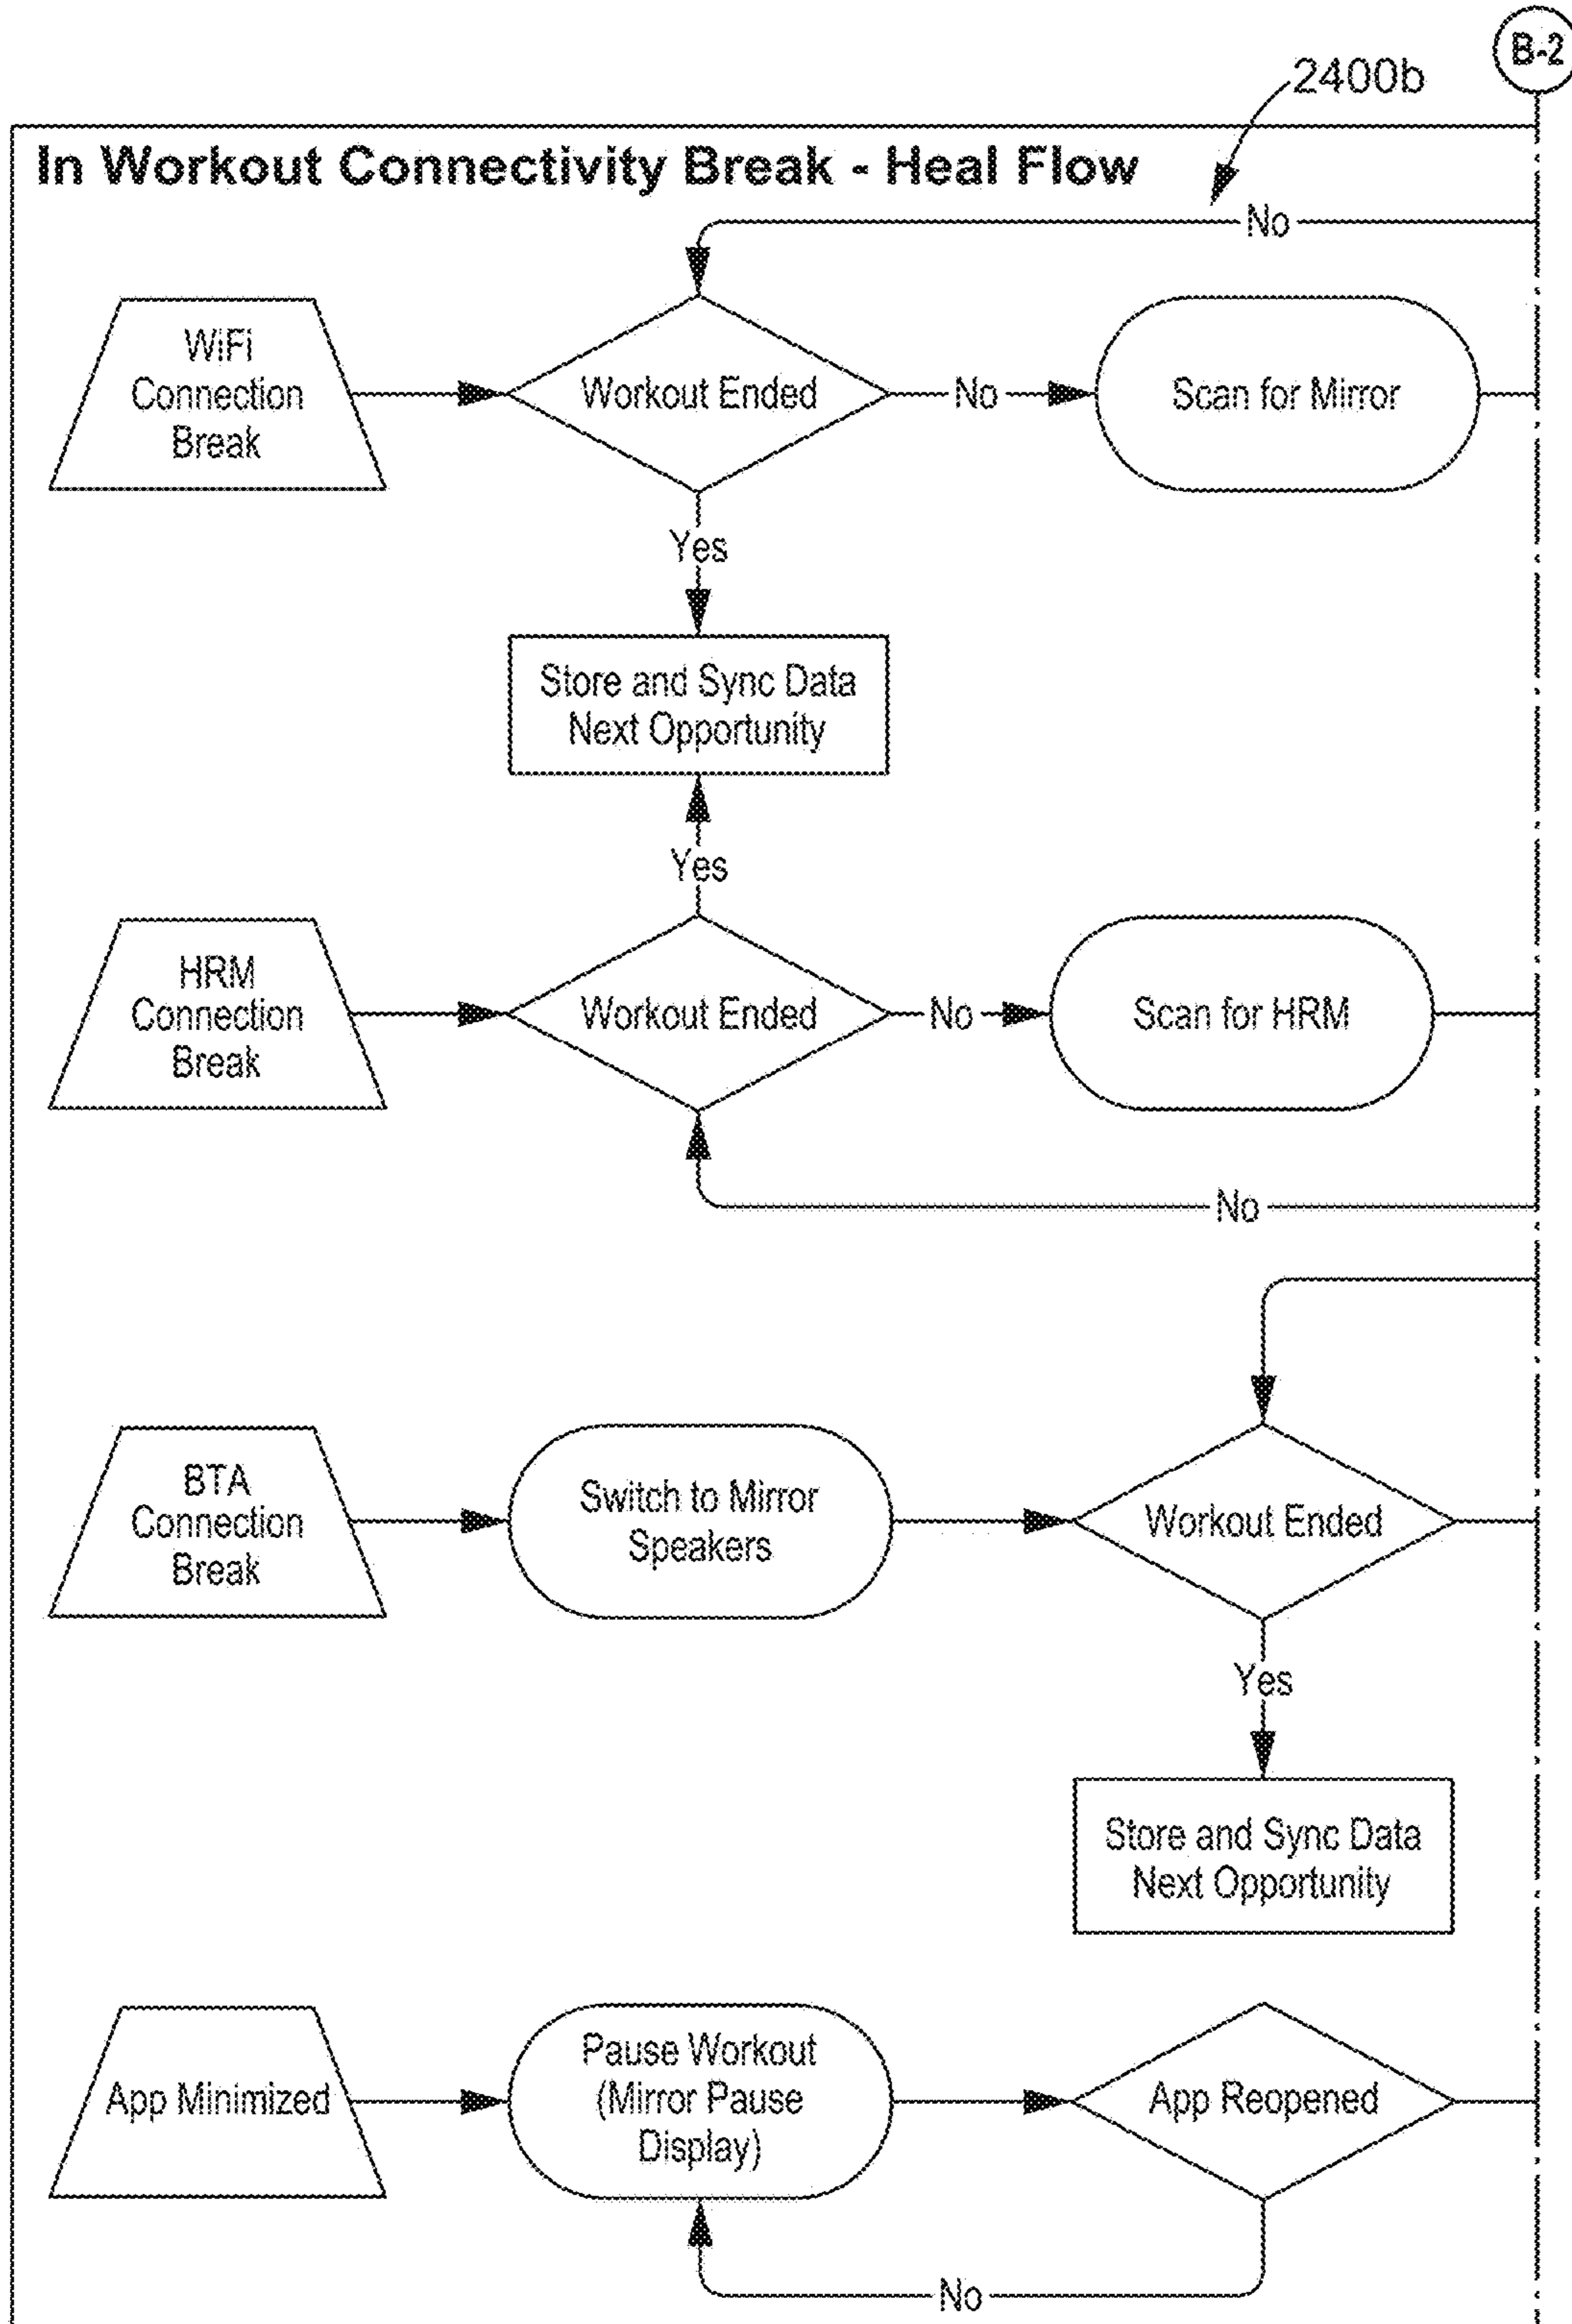 B-2
2400b
In Workout Connectivity Break - Heal Flow
No
WiFi
Connection
Break
Workout Ended
No
Scan for Mirror
Yes
Store and Sync Data
Next Opportunity
Yes
HRM
Connection
Break
Workout Ended
No
Scan for HRM
No
BTA
Connection
Break
Switch to Mirror
Speakers
Workout Ended
Yes
Store and Sync Data
Next Opportunity
App Minimized
Pause Workout
(Mirror Pause
Display)
App Reopened
No